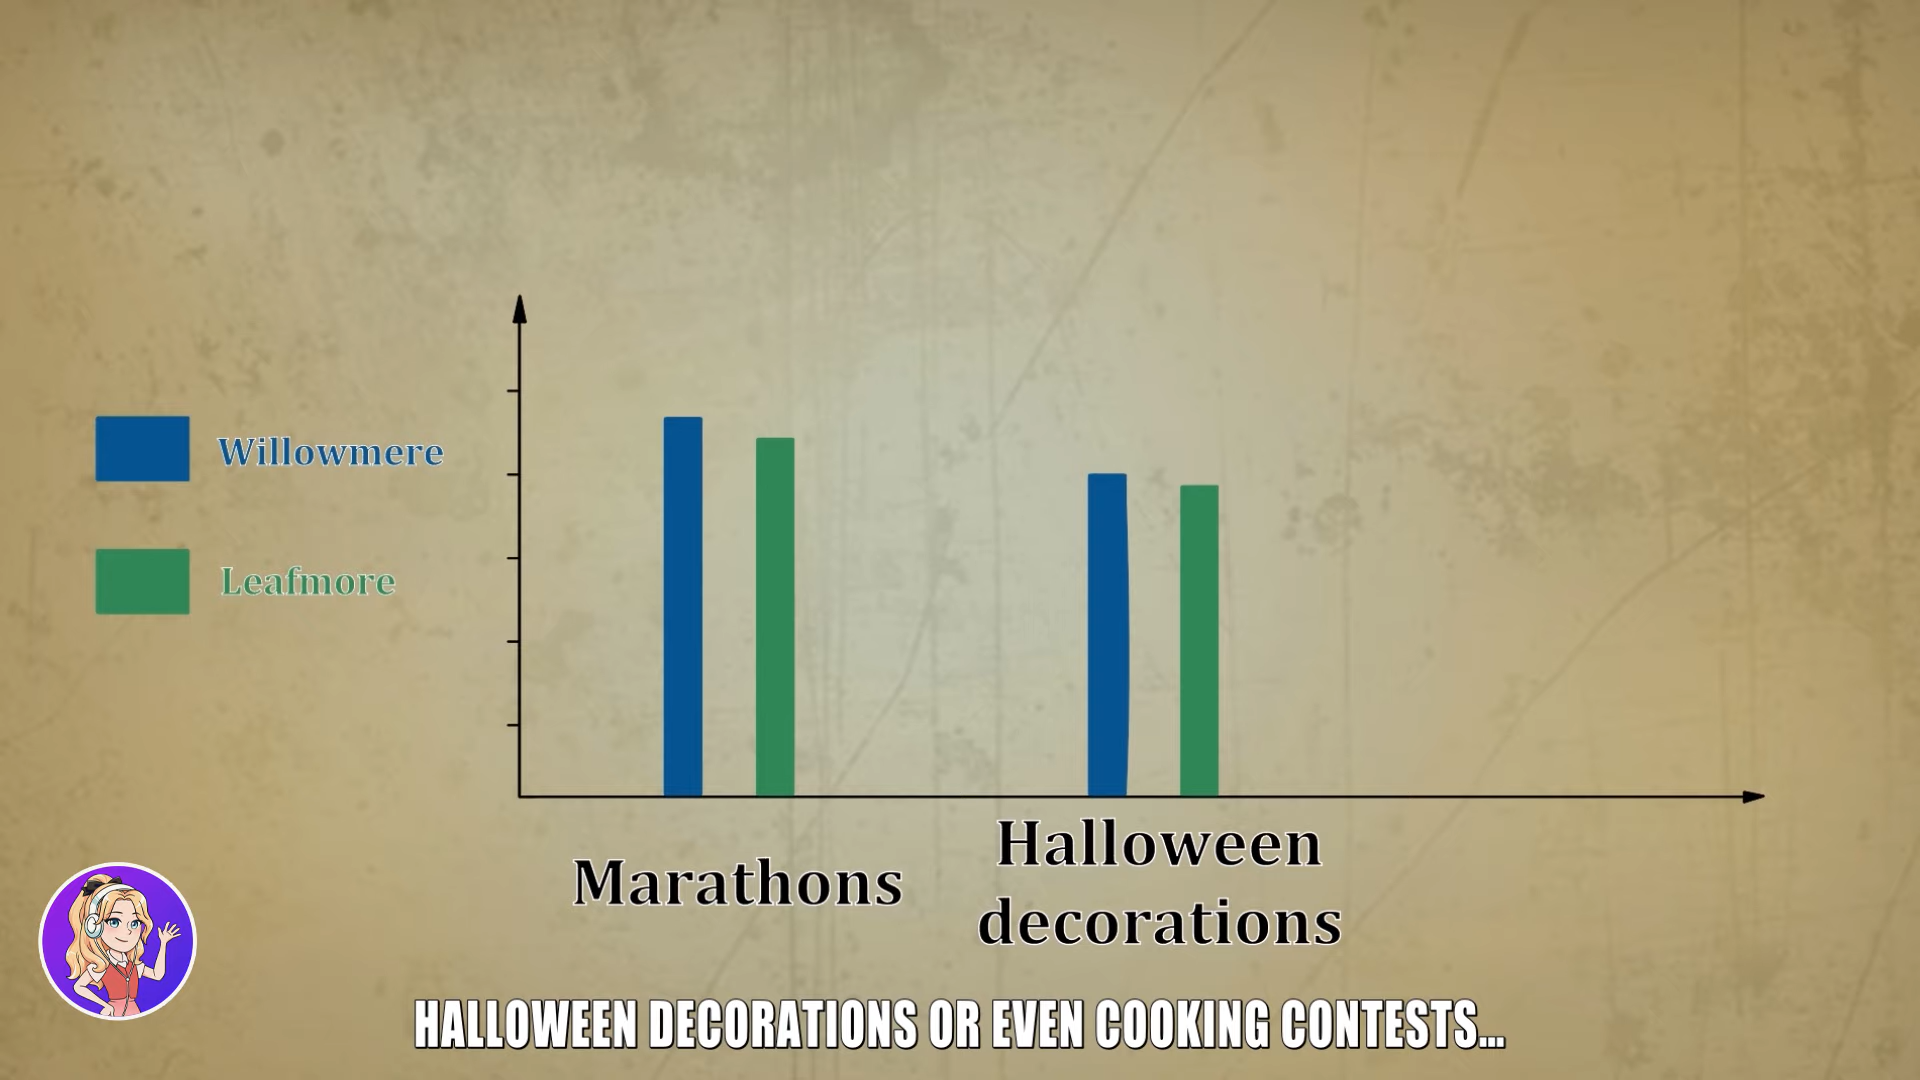 Willowmere
Leafmore
Marathons
Halloween
decorations
HALLOWEEN DECORATIONS OR EVEN COOKING CONTESTS...